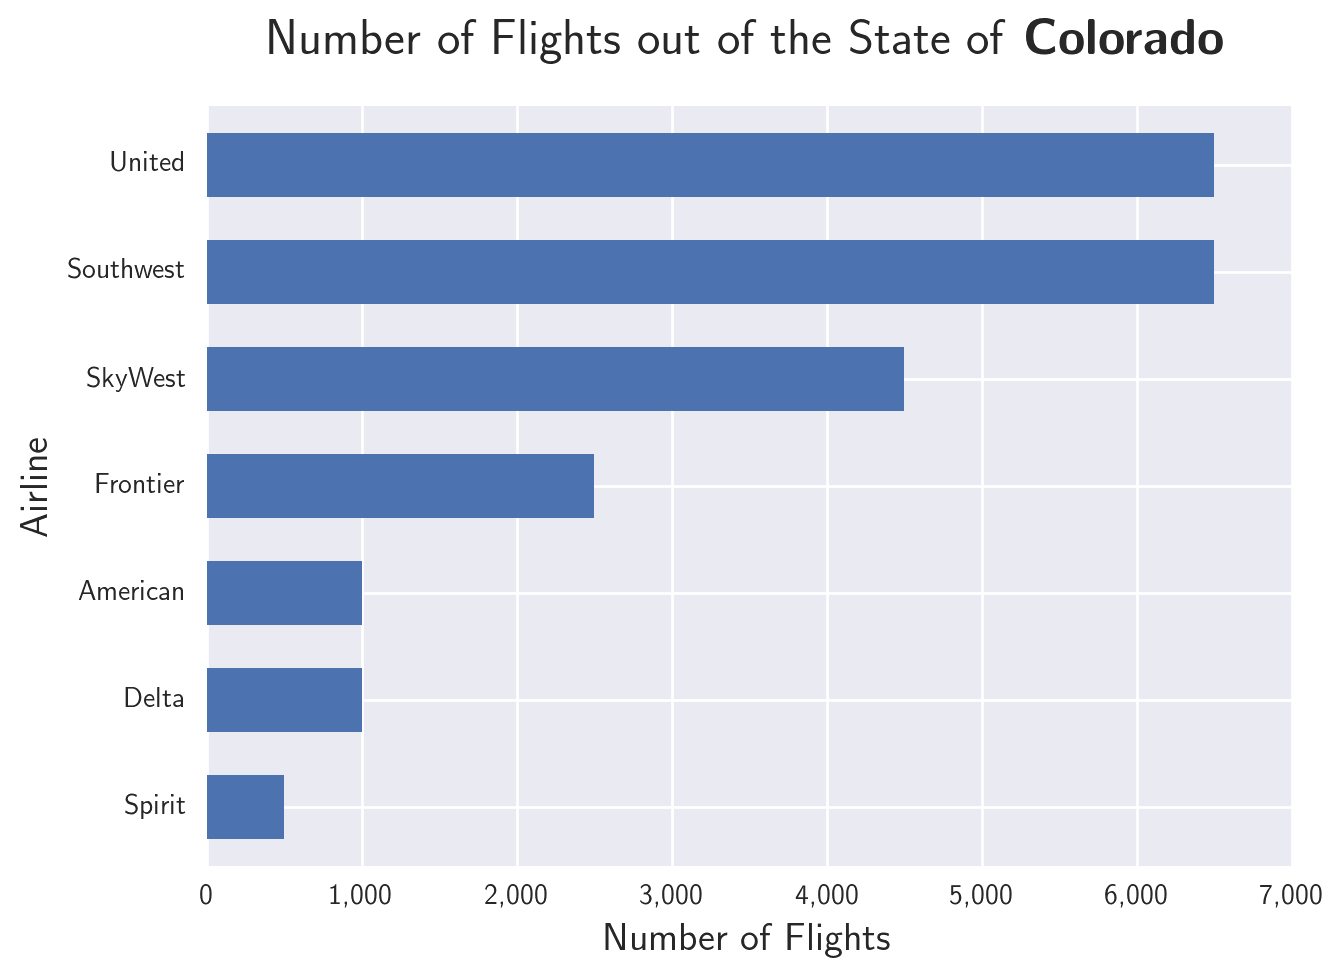 Number of Flights out of the State of Colorado
United
Southwest
SkyWest
Frontier
American
Delta
Spirit
Airline
0 1,000 2,000 3,000 4,000 5,000 6,000 7,000
Number of Flights